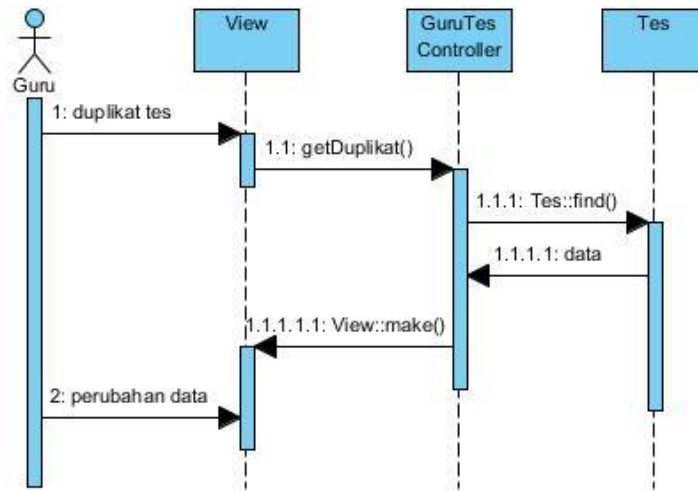 View
GuruTes
Controller
Tes
Guru
1: duplikat tes
1.1: getDuplikat()
1.1.1: Tes::find()
1.1.1.1: data
1.1.1.1.1: View::make()
2: perubahan data